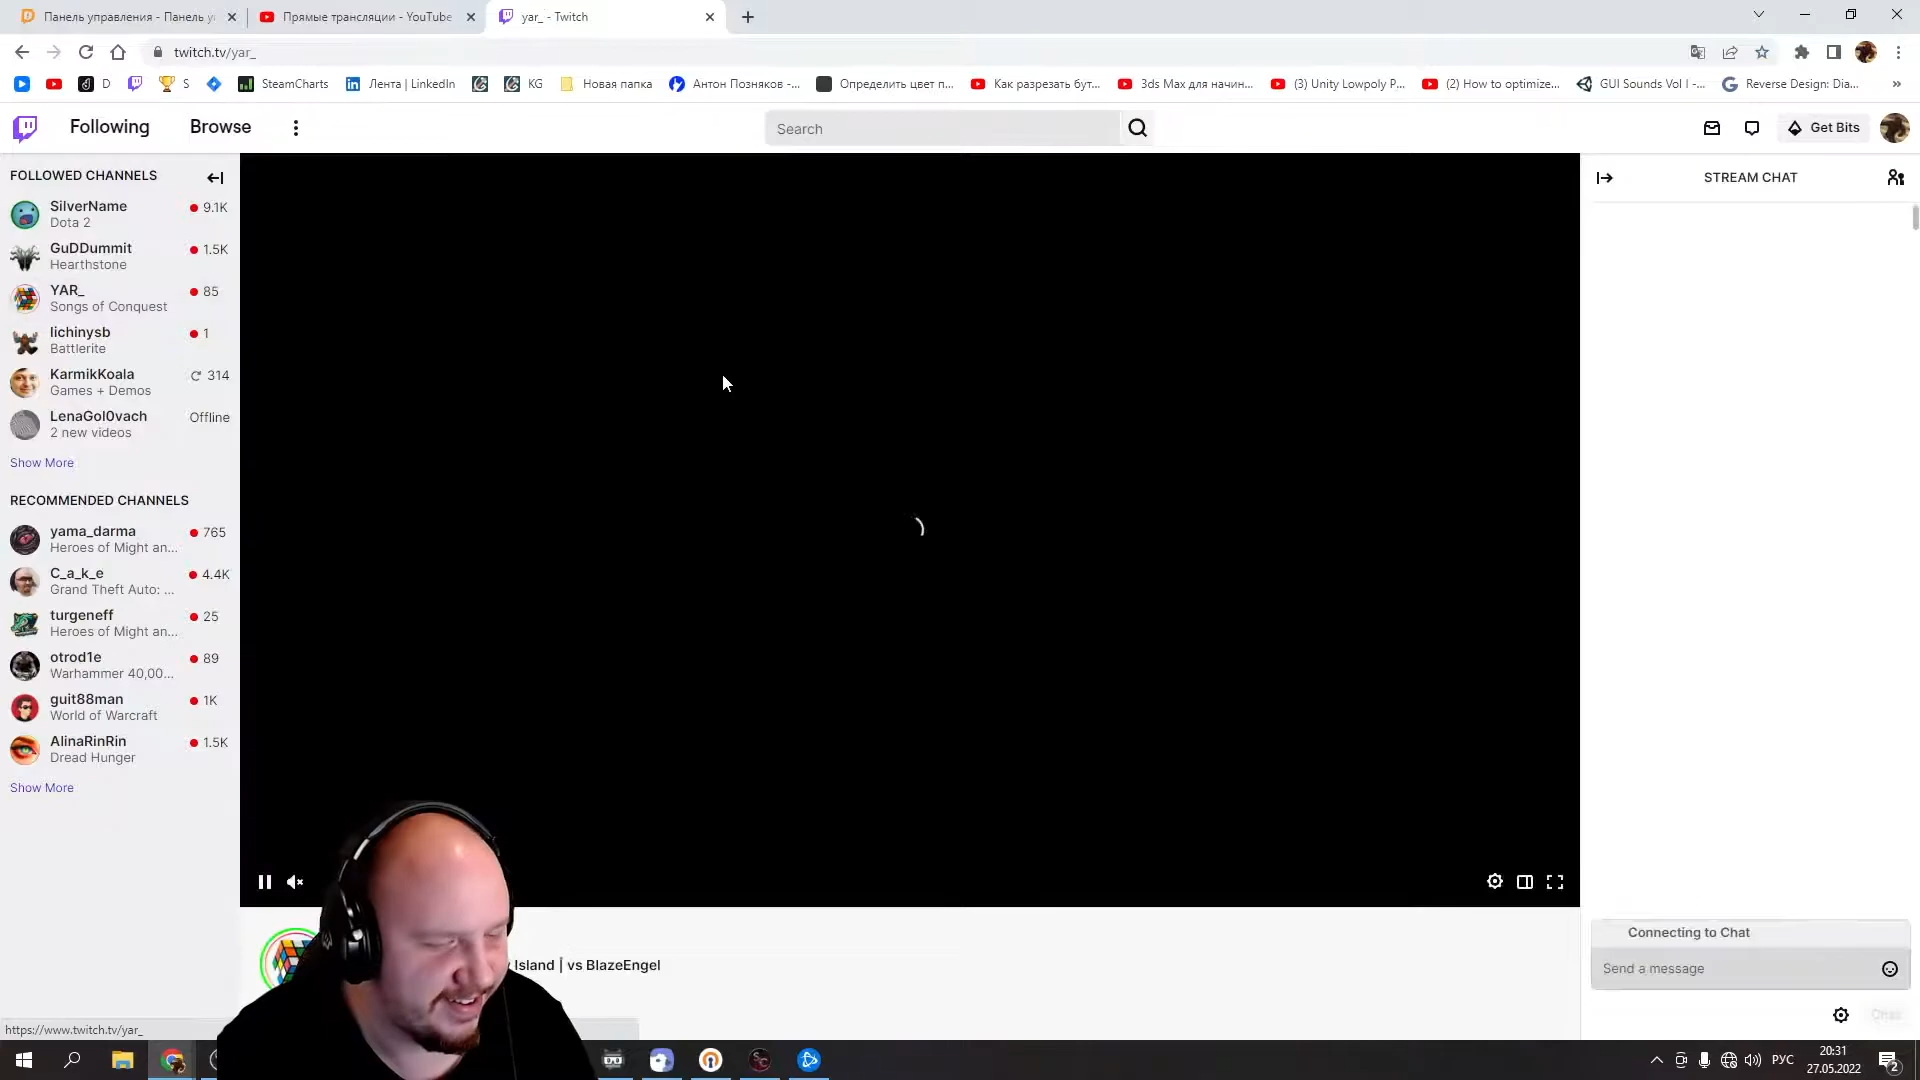 Панель управления - Панель у
Прямые трансляции - YouTube
yar_ - Twitch
twitch.tv/yar_
D
S
SteamCharts
Лента | LinkedIn
KG
Новая папка
Антон Позняков -...
Определить цвет п...
Как разрезать бут...
3ds Max для начин...
(3) Unity Lowpoly P...
(2) How to optimize...
GUI Sounds Vol I -...
Reverse Design: Dia...
Following
Browse
Search
Get Bits
FOLLOWED CHANNELS
SilverName
9.1K
Dota 2
GuDDummit
1.5K
Hearthstone
YAR_
85
Songs of Conquest
lichinysb
1
Battlerite
KarmikKoala
314
Games + Demos
LenaGol0vach
Offline
2 new videos
Show More
RECOMMENDED CHANNELS
yama_darma
765
Heroes of Might an...
C_a_k_e
4.4K
Grand Theft Auto: ...
turgeneff
25
Heroes of Might an...
otrod1e
89
Warhammer 40,00...
guit88man
1K
World of Warcraft
AlinaRinRin
1.5K
Dread Hunger
Show More
STREAM CHAT
Connecting to Chat
Send a message
Chat
Island | vs BlazeEngel
https://www.twitch.tv/yar_
РУС
20:31
27.05.2022
2